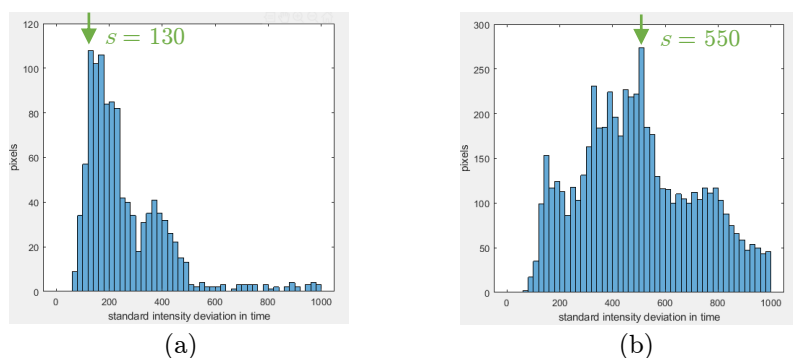 120
100
80
60
40
20
0
pixels
0 200 400 600 800 1000
standard intensity deviation in time
s = 130
(a)
300
250
200
150
100
50
0
pixels
0 200 400 600 800 1000
standard intensity deviation in time
s = 550
(b)